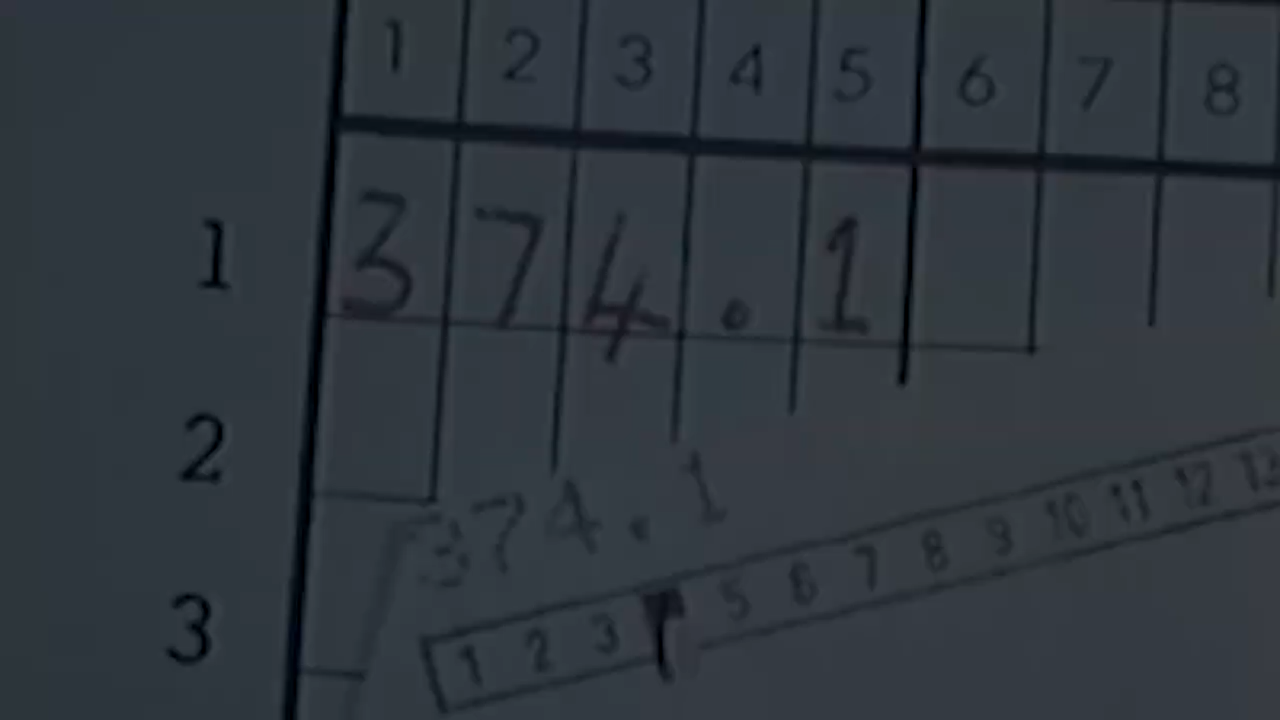 1 2 3 4 5 6 7 8
1 3 7 4 . 1
2
374.1
3
1 2 3 5 6 7 8 9 10 11 12 13